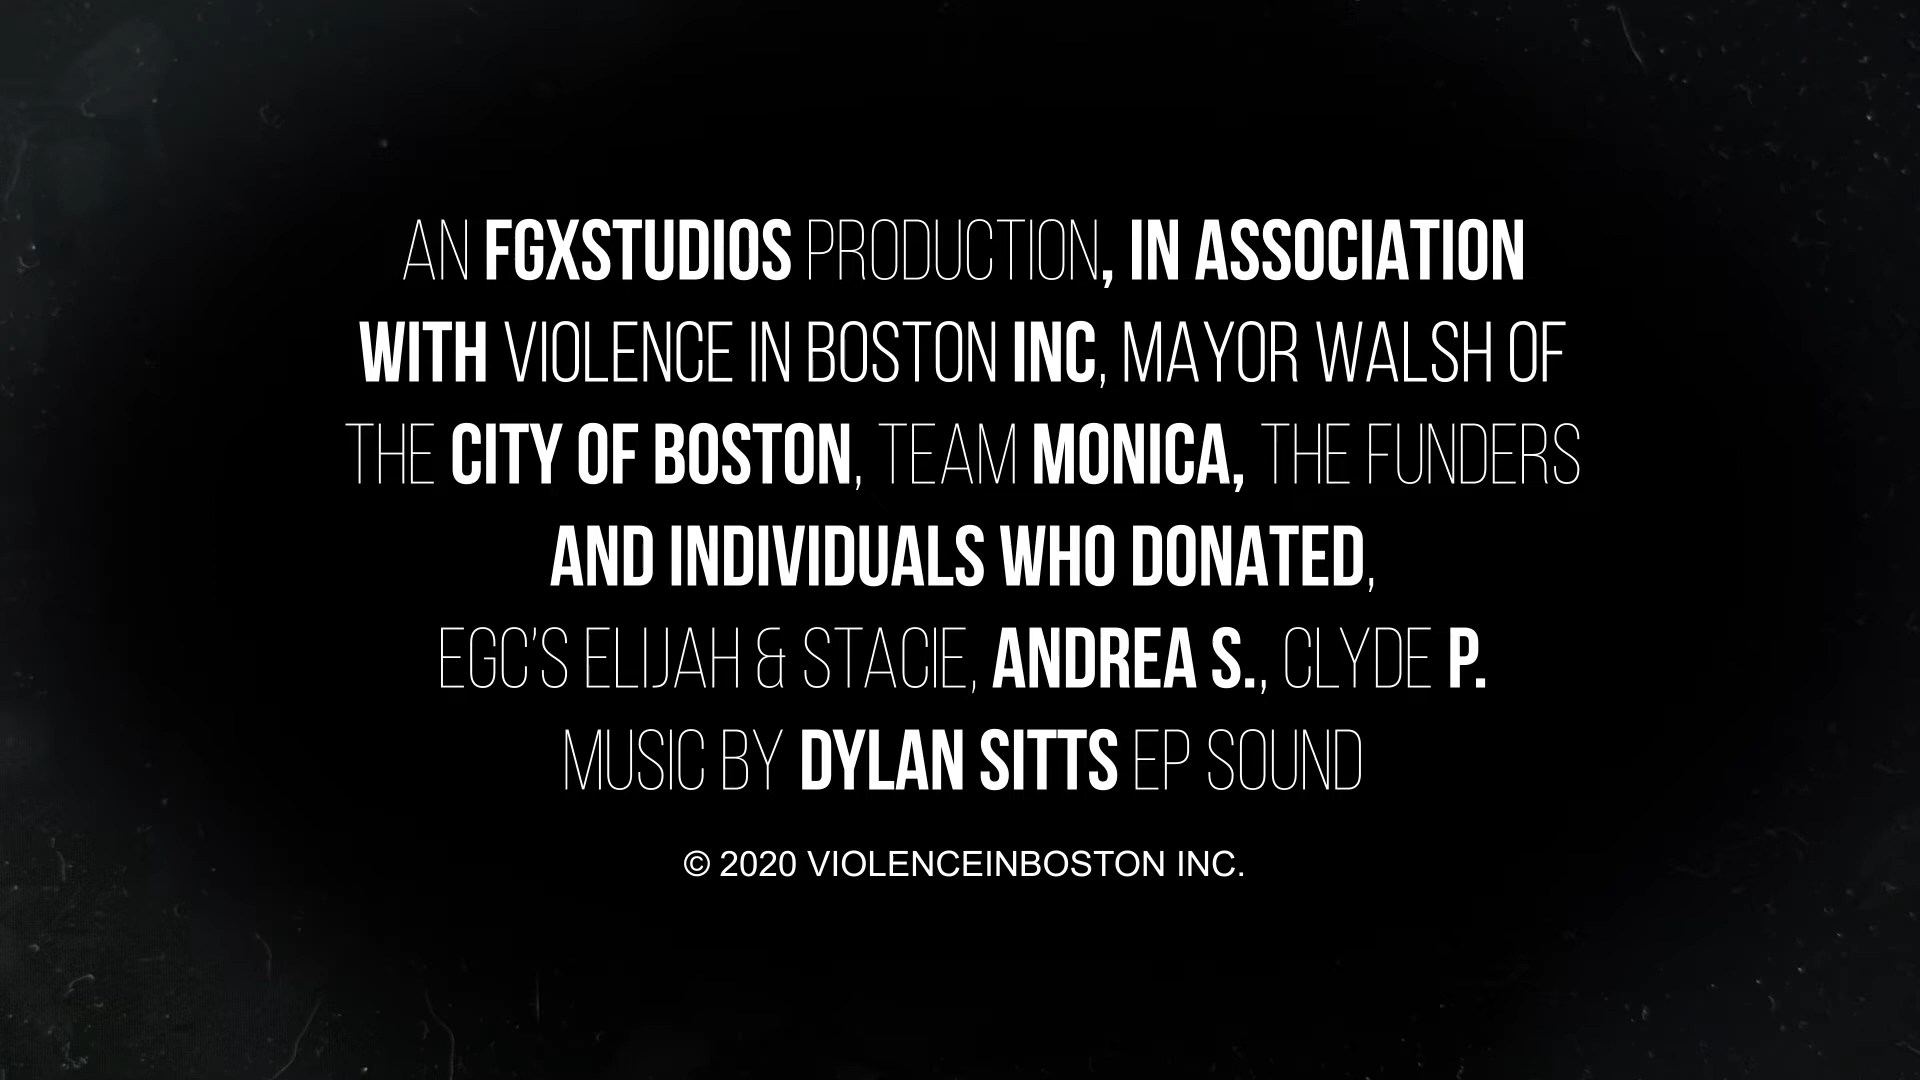 AN FGXSTUDIOS PRODUCTION, IN ASSOCIATION
WITH VIOLENCE IN BOSTON INC, MAYOR WALSH OF
THE CITY OF BOSTON, TEAM MONICA, THE FUNDERS
AND INDIVIDUALS WHO DONATED,
EGC'S ELIJAH & STACIE, ANDREA S., CLYDE P.
MUSIC BY DYLAN SITTS EP SOUND
© 2020 VIOLENCEINBOSTON INC.